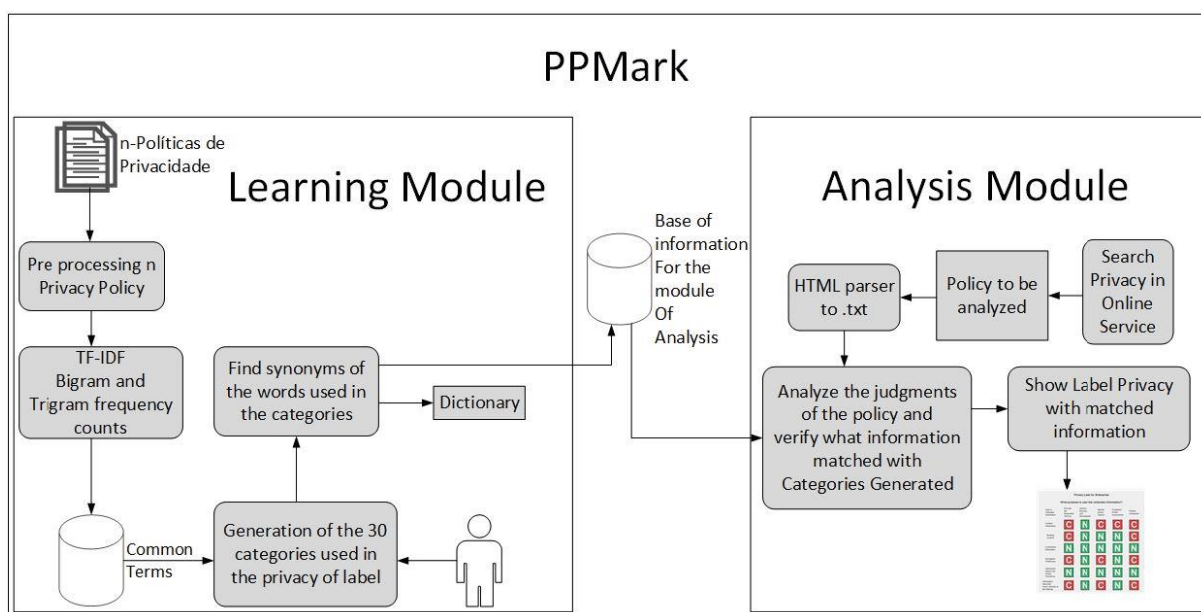 PPMark
n-Políticas de
Privacidade
Learning Module
Pre processing n
Privacy Policy
TF-IDF
Bigram and
Trigram frequency
counts
Find synonyms of
the words used in
the categories
Dictionary
Common
Terms
Generation of the 30
categories used in
the privacy of label
Base of
information
For the
module
Of
Analysis
Analysis Module
HTML parser
to .txt
Policy to be
analyzed
Search
Privacy in
Online
Service
Analyze the judgments
of the policy and
verify what information
matched with
Categories Generated
Show Label Privacy
with matched
information
C N C C C
C N N N N
N N N N N
C N N N C
N N N N N
C N C N C